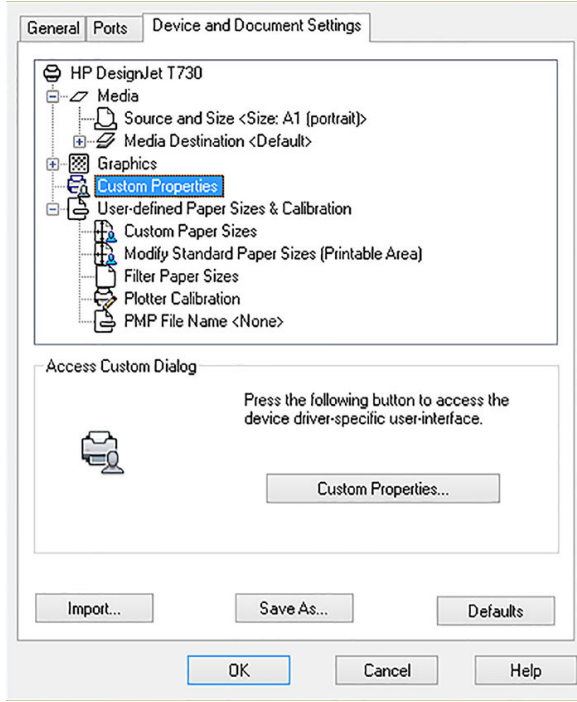 General Ports Device and Document Settings
HP DesignJet T730
Media
Source and Size <Size: A1 (portrait)>
Media Destination <Default>
Graphics
Custom Properties
User-defined Paper Sizes & Calibration
Custom Paper Sizes
Modify Standard Paper Sizes (Printable Area)
Filter Paper Sizes
Plotter Calibration
PMP File Name <None>
Access Custom Dialog
Press the following button to access the
device driver-specific user-interface.
Custom Properties...
Import... Save As... Defaults
OK Cancel Help